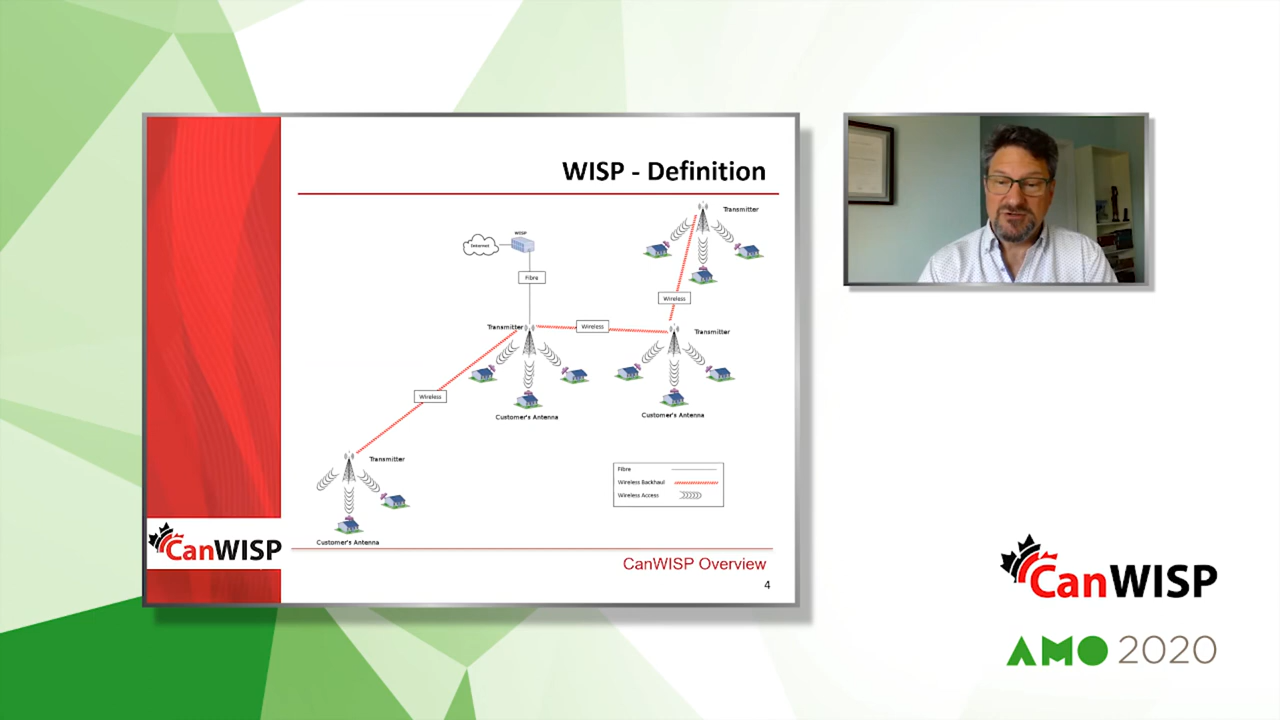 WISP - Definition
Transmitter
WISP
Internet
Fibre
Wireless
Transmitter
Wireless
Transmitter
Wireless
Customer's Antenna
Customer's Antenna
Transmitter
Fibre
Wireless Backhaul
Wireless Access
Customer's Antenna
CanWISP
CanWISP Overview
4
CanWISP
AMO 2020